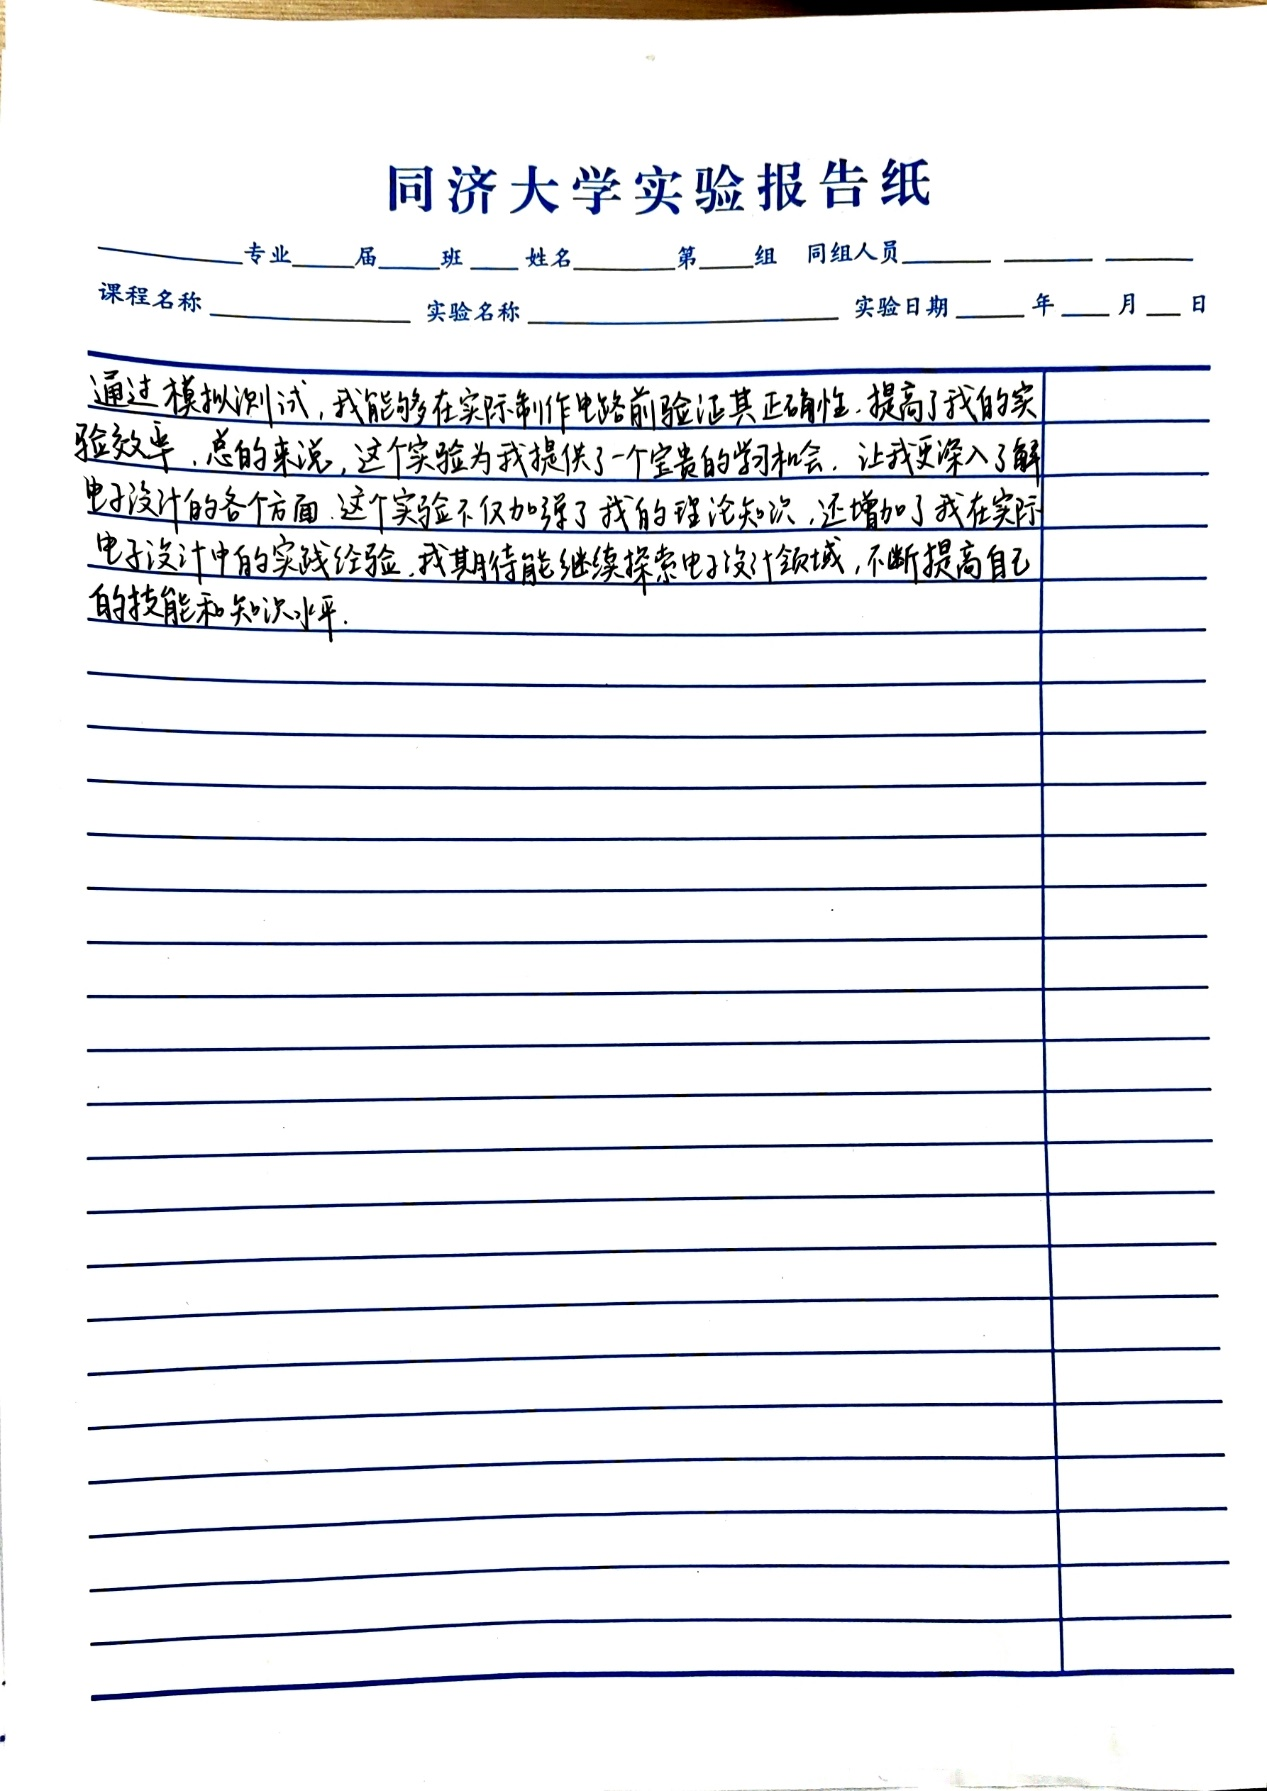 同济大学实验报告纸
专业 届 班 姓名 第 组 同组人员
课程名称 实验名称 实验日期 年 月 日
通过模拟测试,我能够在实际制作电路前验证其正确性.提高了我的实
验效率.总的来说,这个实验为我提供了一个宝贵的学习机会.让我更深入了解
电子设计的各个方面.这个实验不仅加强了我的理论知识,还增加了我在实际
电子设计中的实践经验.我期待能继续探索电子设计领域,不断提高自己
的技能和知识水平.